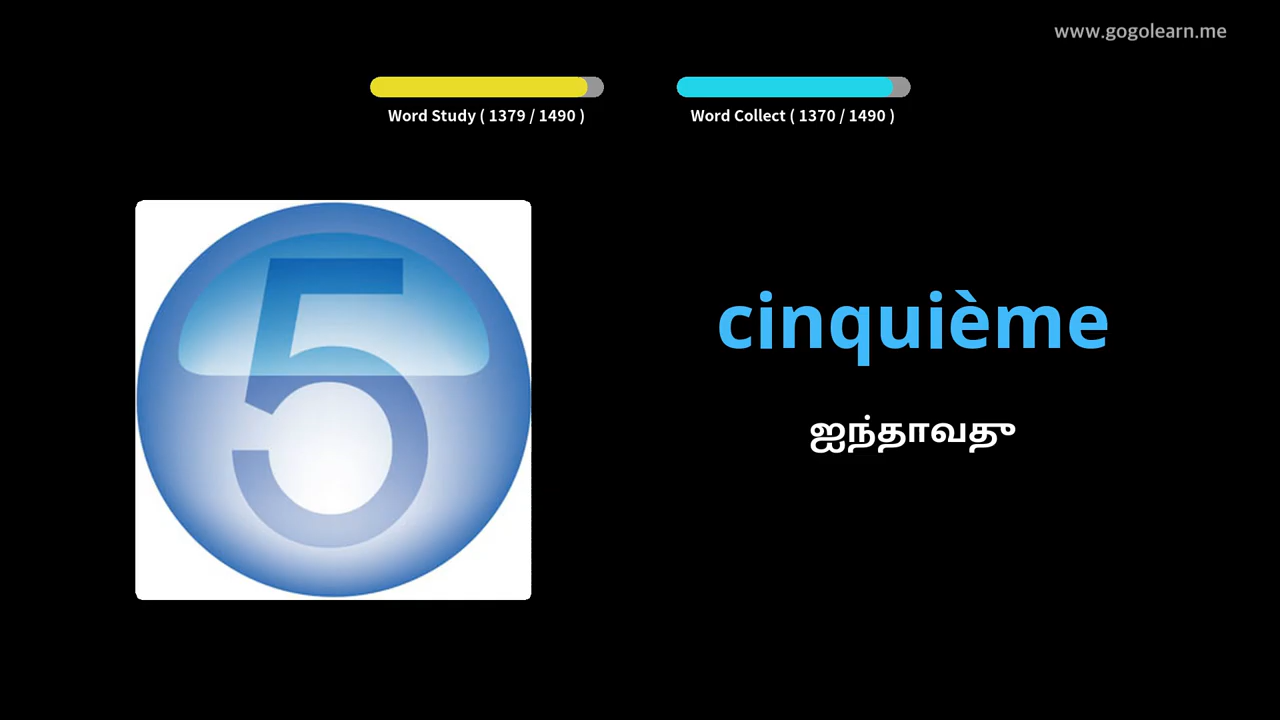 www.gogolearn.me
Word Study ( 1379 / 1490 )
Word Collect ( 1370 / 1490 )
5
cinquième
ஐந்தாவது